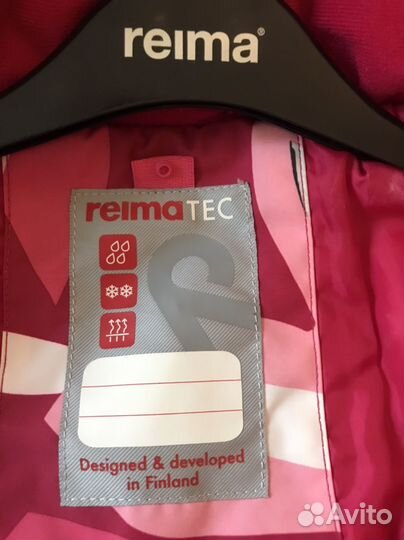 reima®
reimaTEC
Designed & developed
in Finland
Avito